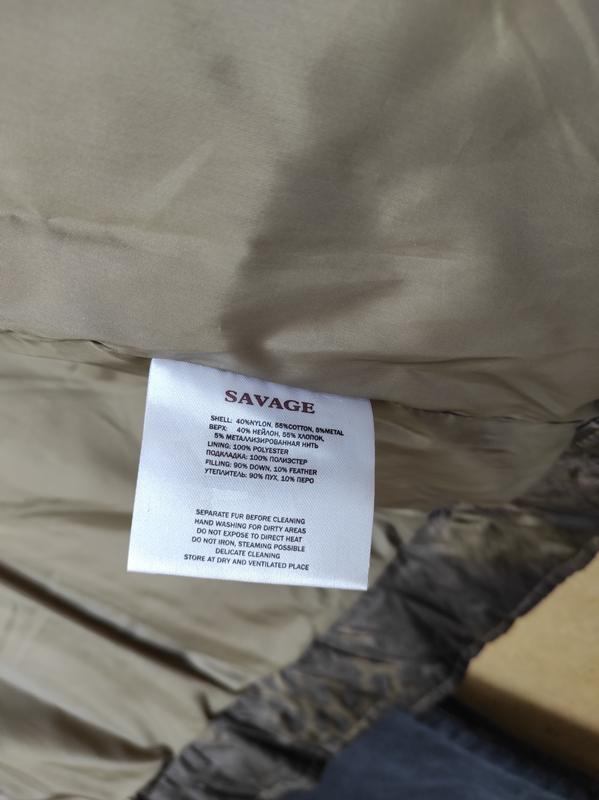 SAVAGE
SHELL: 40%NYLON, 55%COTTON, 5%METAL
ВЕРХ: 40% НЕЙЛОН, 55% ХЛОПОК,
5% МЕТАЛЛИЗИРОВАННАЯ НИТЬ
LINING: 100% POLYESTER
ПОДКЛАДКА: 100% ПОЛИЭСТЕР
FILLING: 90% DOWN, 10% FEATHER
УТЕПЛИТЕЛЬ: 90% ПУХ, 10% ПЕРО
SEPARATE FUR BEFORE CLEANING
HAND WASHING FOR DIRTY AREAS
DO NOT EXPOSE TO DIRECT HEAT
DO NOT IRON, STEAMING POSSIBLE
DELICATE CLEANING
STORE AT DRY AND VENTILATED PLACE